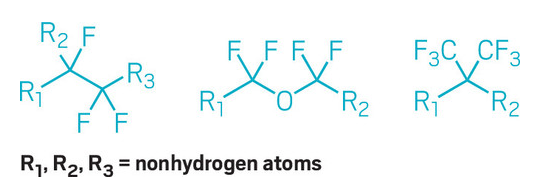 R₂ F F F F F F₃C CF₃
R₁ R₃ R₁ O R₂ R₁ R₂
F F
R₁, R₂, R₃ = nonhydrogen atoms